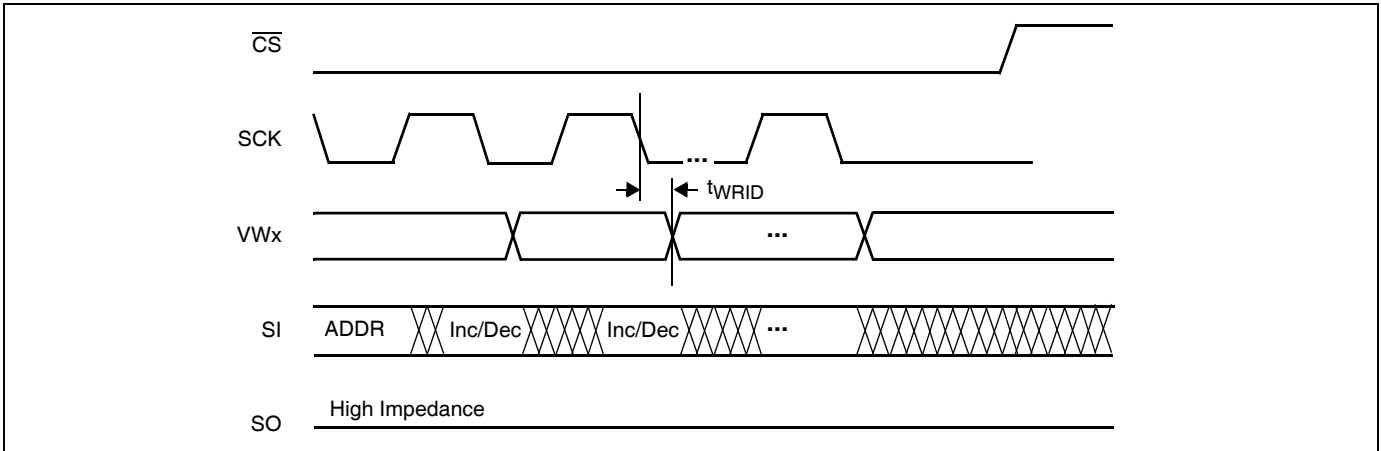 CS
SCK
...
tWRID
VWx
...
SI ADDR Inc/Dec Inc/Dec ...
High Impedance
SO